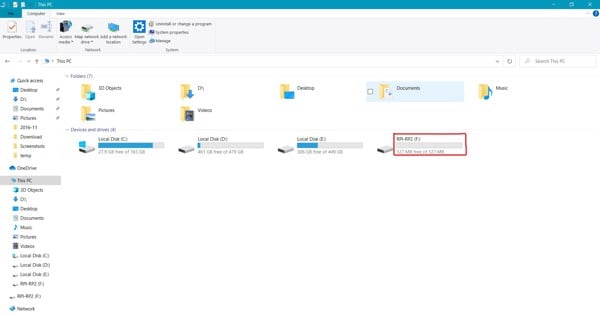 This PC
File
Computer
View
Properties
Open
Rename
Access media
Map network drive
Add a network location
Open Settings
Uninstall or change a program
System properties
Manage
Location
Network
System
This PC
Search This PC
Quick access
Desktop
D:\
Documents
Pictures
2016-11
Download
Screenshots
temp
OneDrive
This PC
3D Objects
D:\
Desktop
Documents
Music
Pictures
Videos
Local Disk (C:)
Local Disk (D:)
Local Disk (E:)
RPI-RP2 (F:)
RPI-RP2 (F:)
Network
Folders (7)
3D Objects
D:\
Desktop
Documents
Music
Pictures
Videos
Devices and drives (4)
Local Disk (C:)
27.9 GB free of 163 GB
Local Disk (D:)
461 GB free of 479 GB
Local Disk (E:)
GB free of 449 GB
RPI-RP2 (F:)
127 MB free of 127 MB